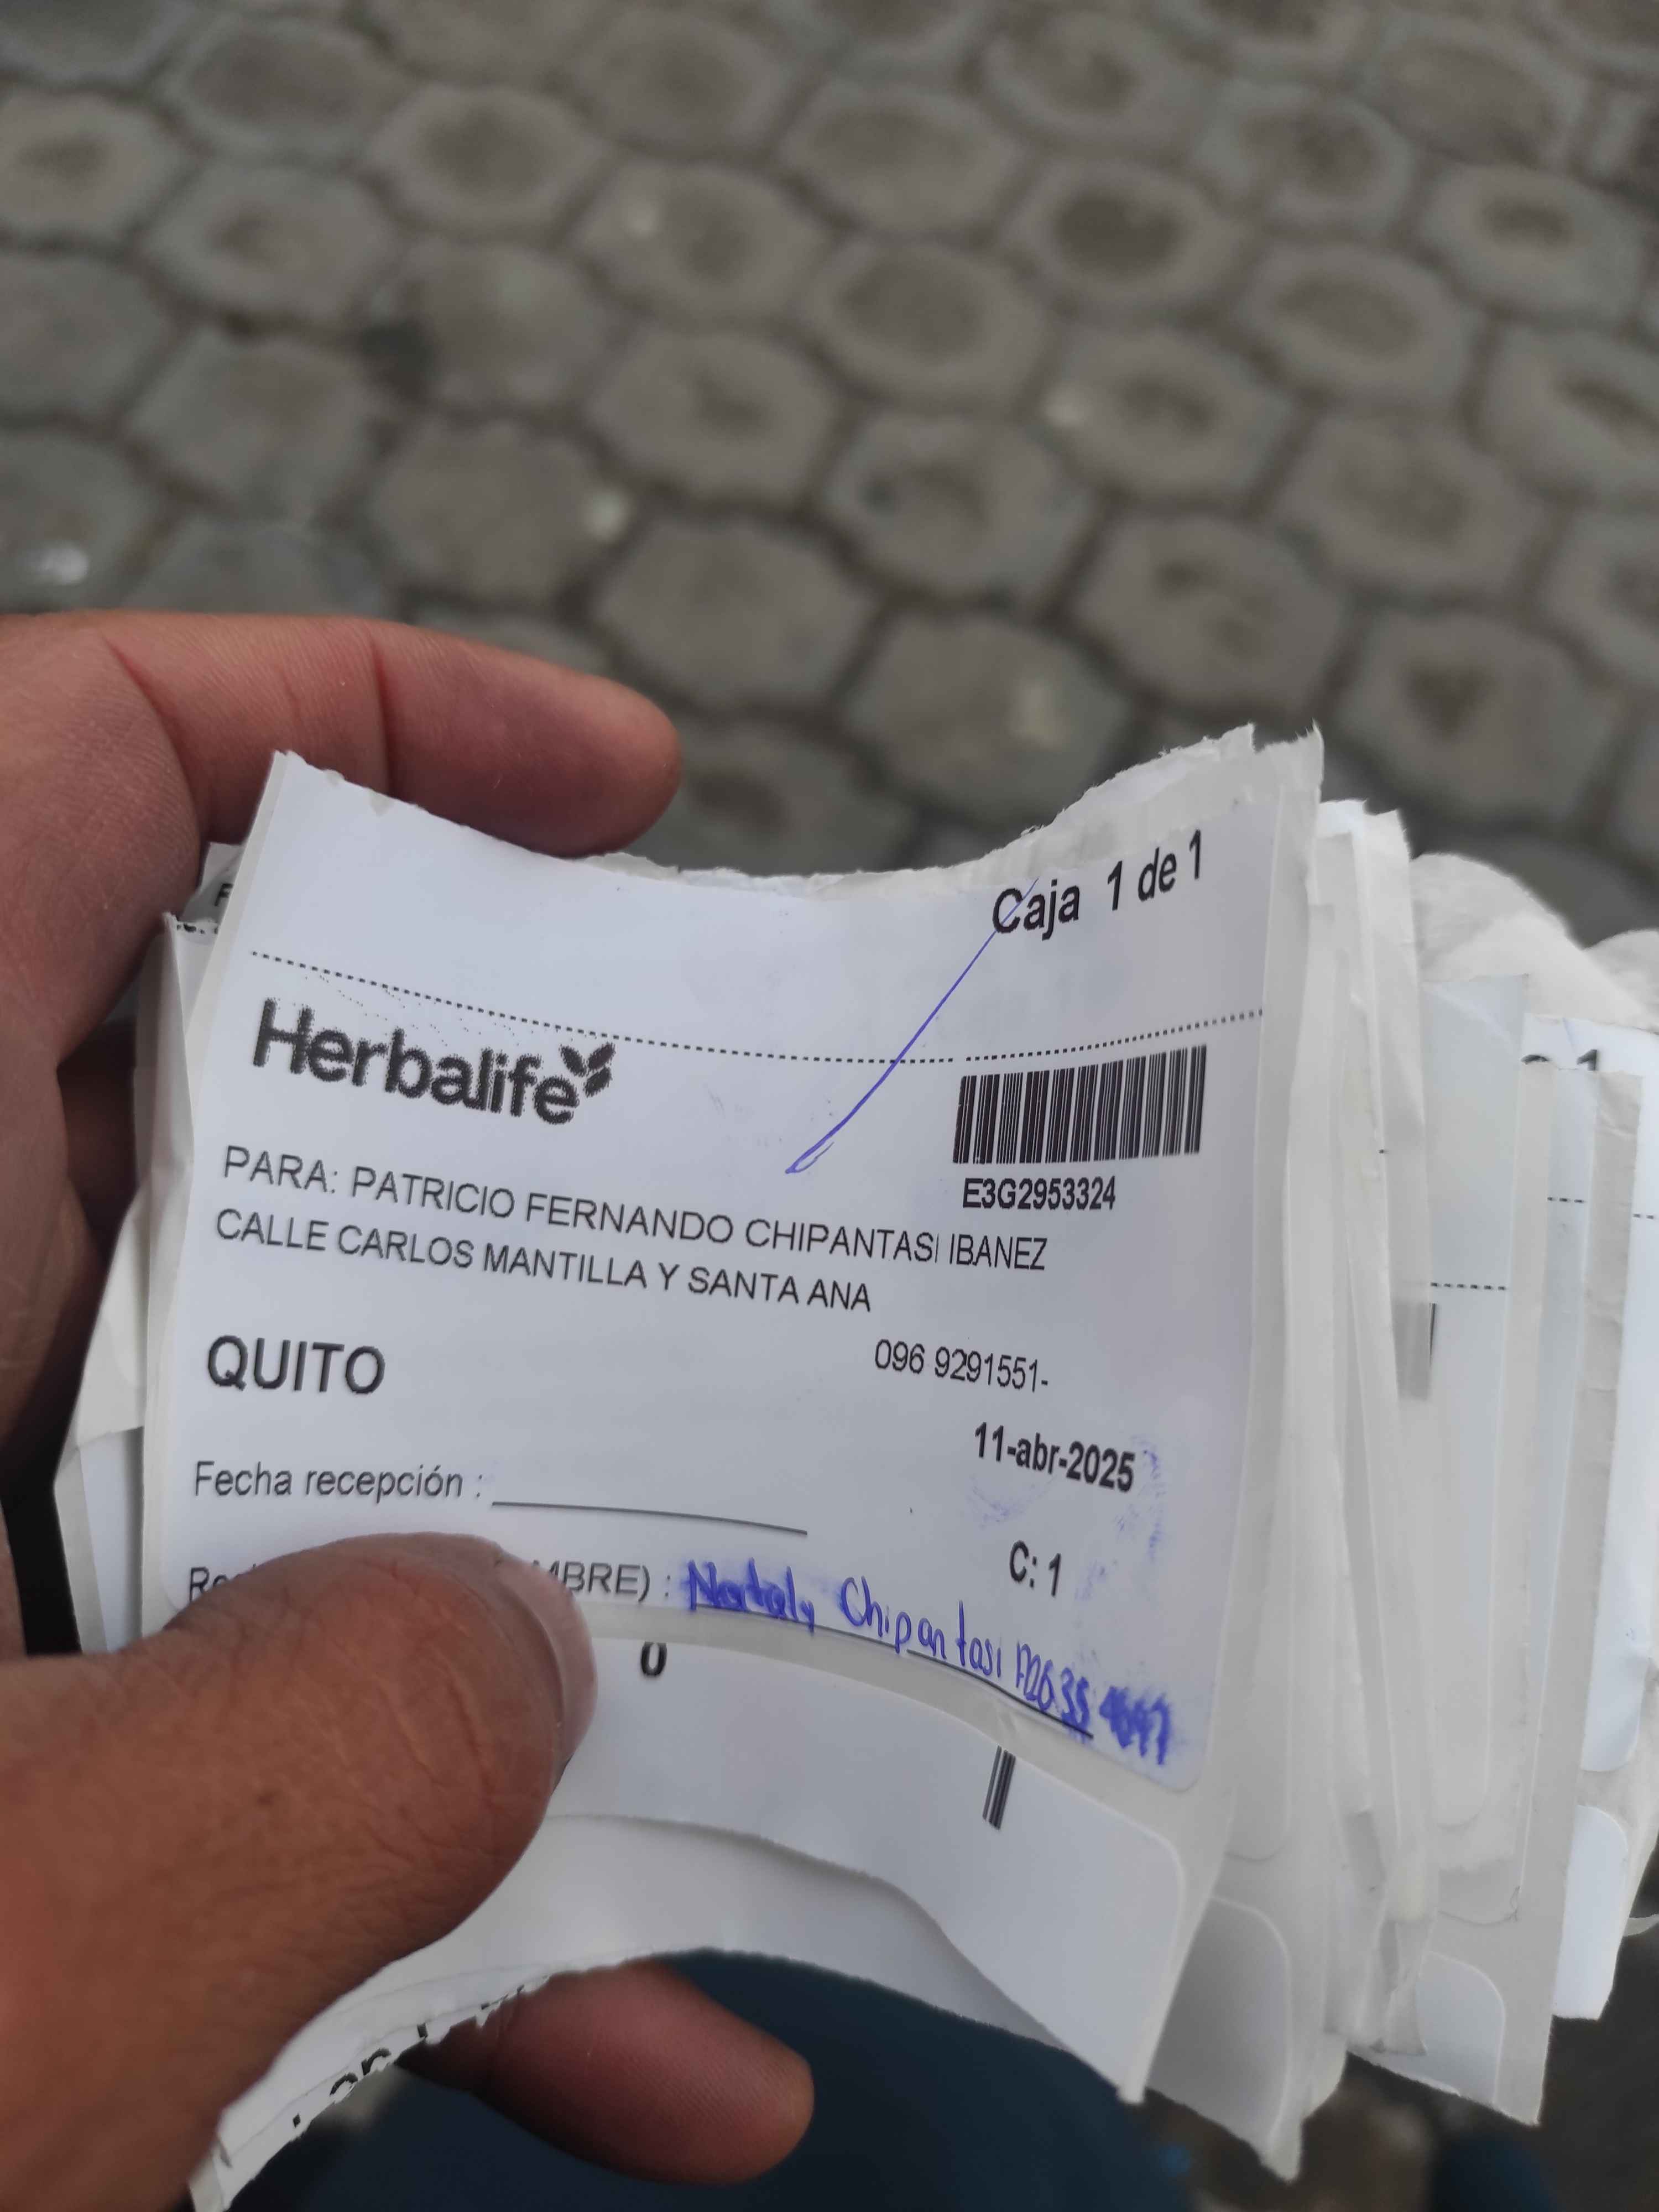 Caja 1 de 1
Herbalife
E3G2953324
PARA: PATRICIO FERNANDO CHIPANTASI IBANEZ
CALLE CARLOS MANTILLA Y SANTA ANA
QUITO
096 9291551-
11-abr-2025
Fecha recepción :
C: 1
MBRE) : Nataly Chipantasi
0